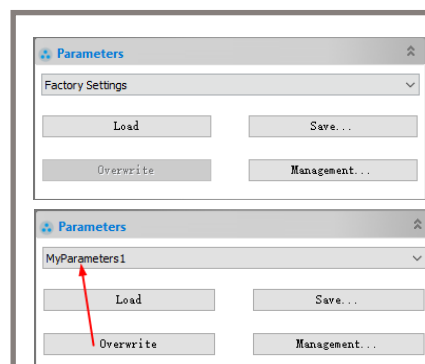 Parameters
Factory Settings
Load Save...
Overwrite Management...
Parameters
MyParameters1
Load Save...
Overwrite Management...